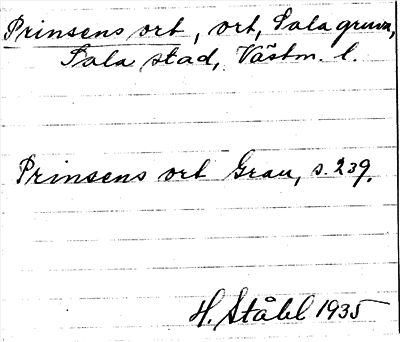 Prinsens ort, ort, Sala gruva,
Sala stad, Västm. l.
Prinsens ort Grau, s. 239.
H. Ståhl 1935